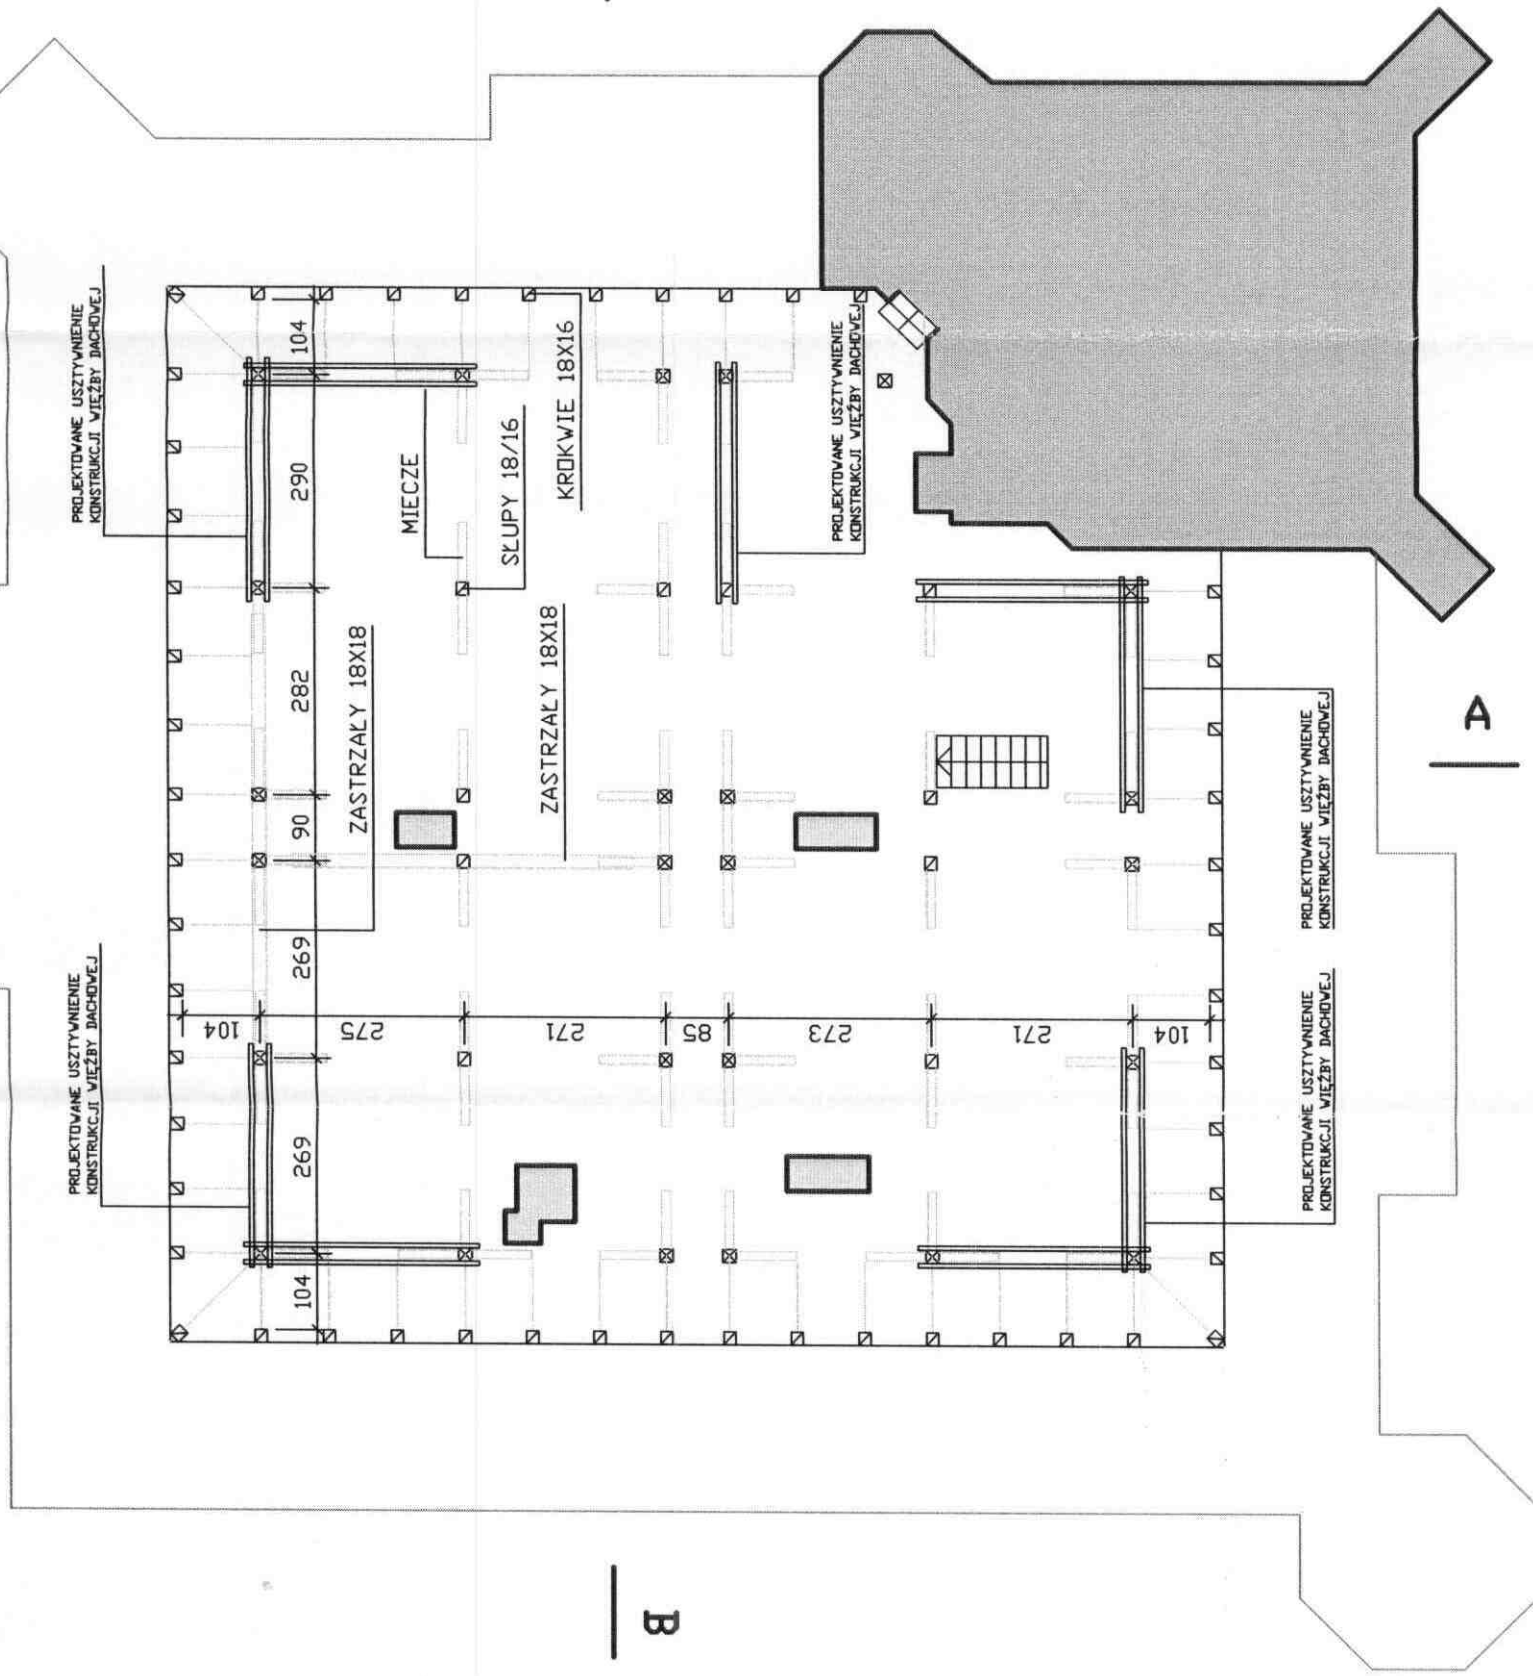 PROJEKTOWANE USZTYWNIENIE
KONSTRUKCJI WIĘŹBY DACHOWEJ
104
290
MIECZE
SŁUPY 18/16
KROKWIE 18X16
PROJEKTOWANE USZTYWNIENIE
KONSTRUKCJI WIĘŹBY DACHOWEJ
282
ZASTRZAŁY 18X18
ZASTRZAŁY 18X18
A
PROJEKTOWANE USZTYWNIENIE
KONSTRUKCJI WIĘŹBY DACHOWEJ
90
269
104
275
271
85
273
271
104
PROJEKTOWANE USZTYWNIENIE
KONSTRUKCJI WIĘŹBY DACHOWEJ
PROJEKTOWANE USZTYWNIENIE
KONSTRUKCJI WIĘŹBY DACHOWEJ
269
104
B